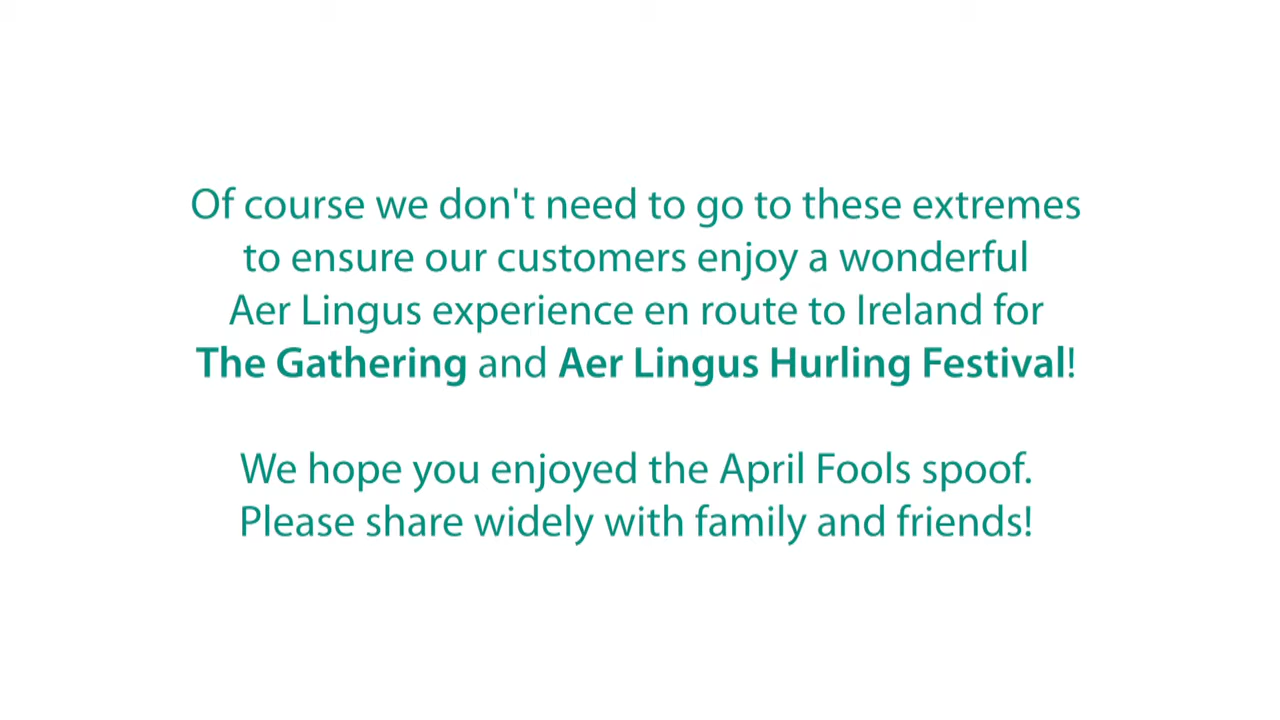 Of course we don't need to go to these extremes
to ensure our customers enjoy a wonderful
Aer Lingus experience en route to Ireland for
The Gathering and Aer Lingus Hurling Festival!
We hope you enjoyed the April Fools spoof.
Please share widely with family and friends!